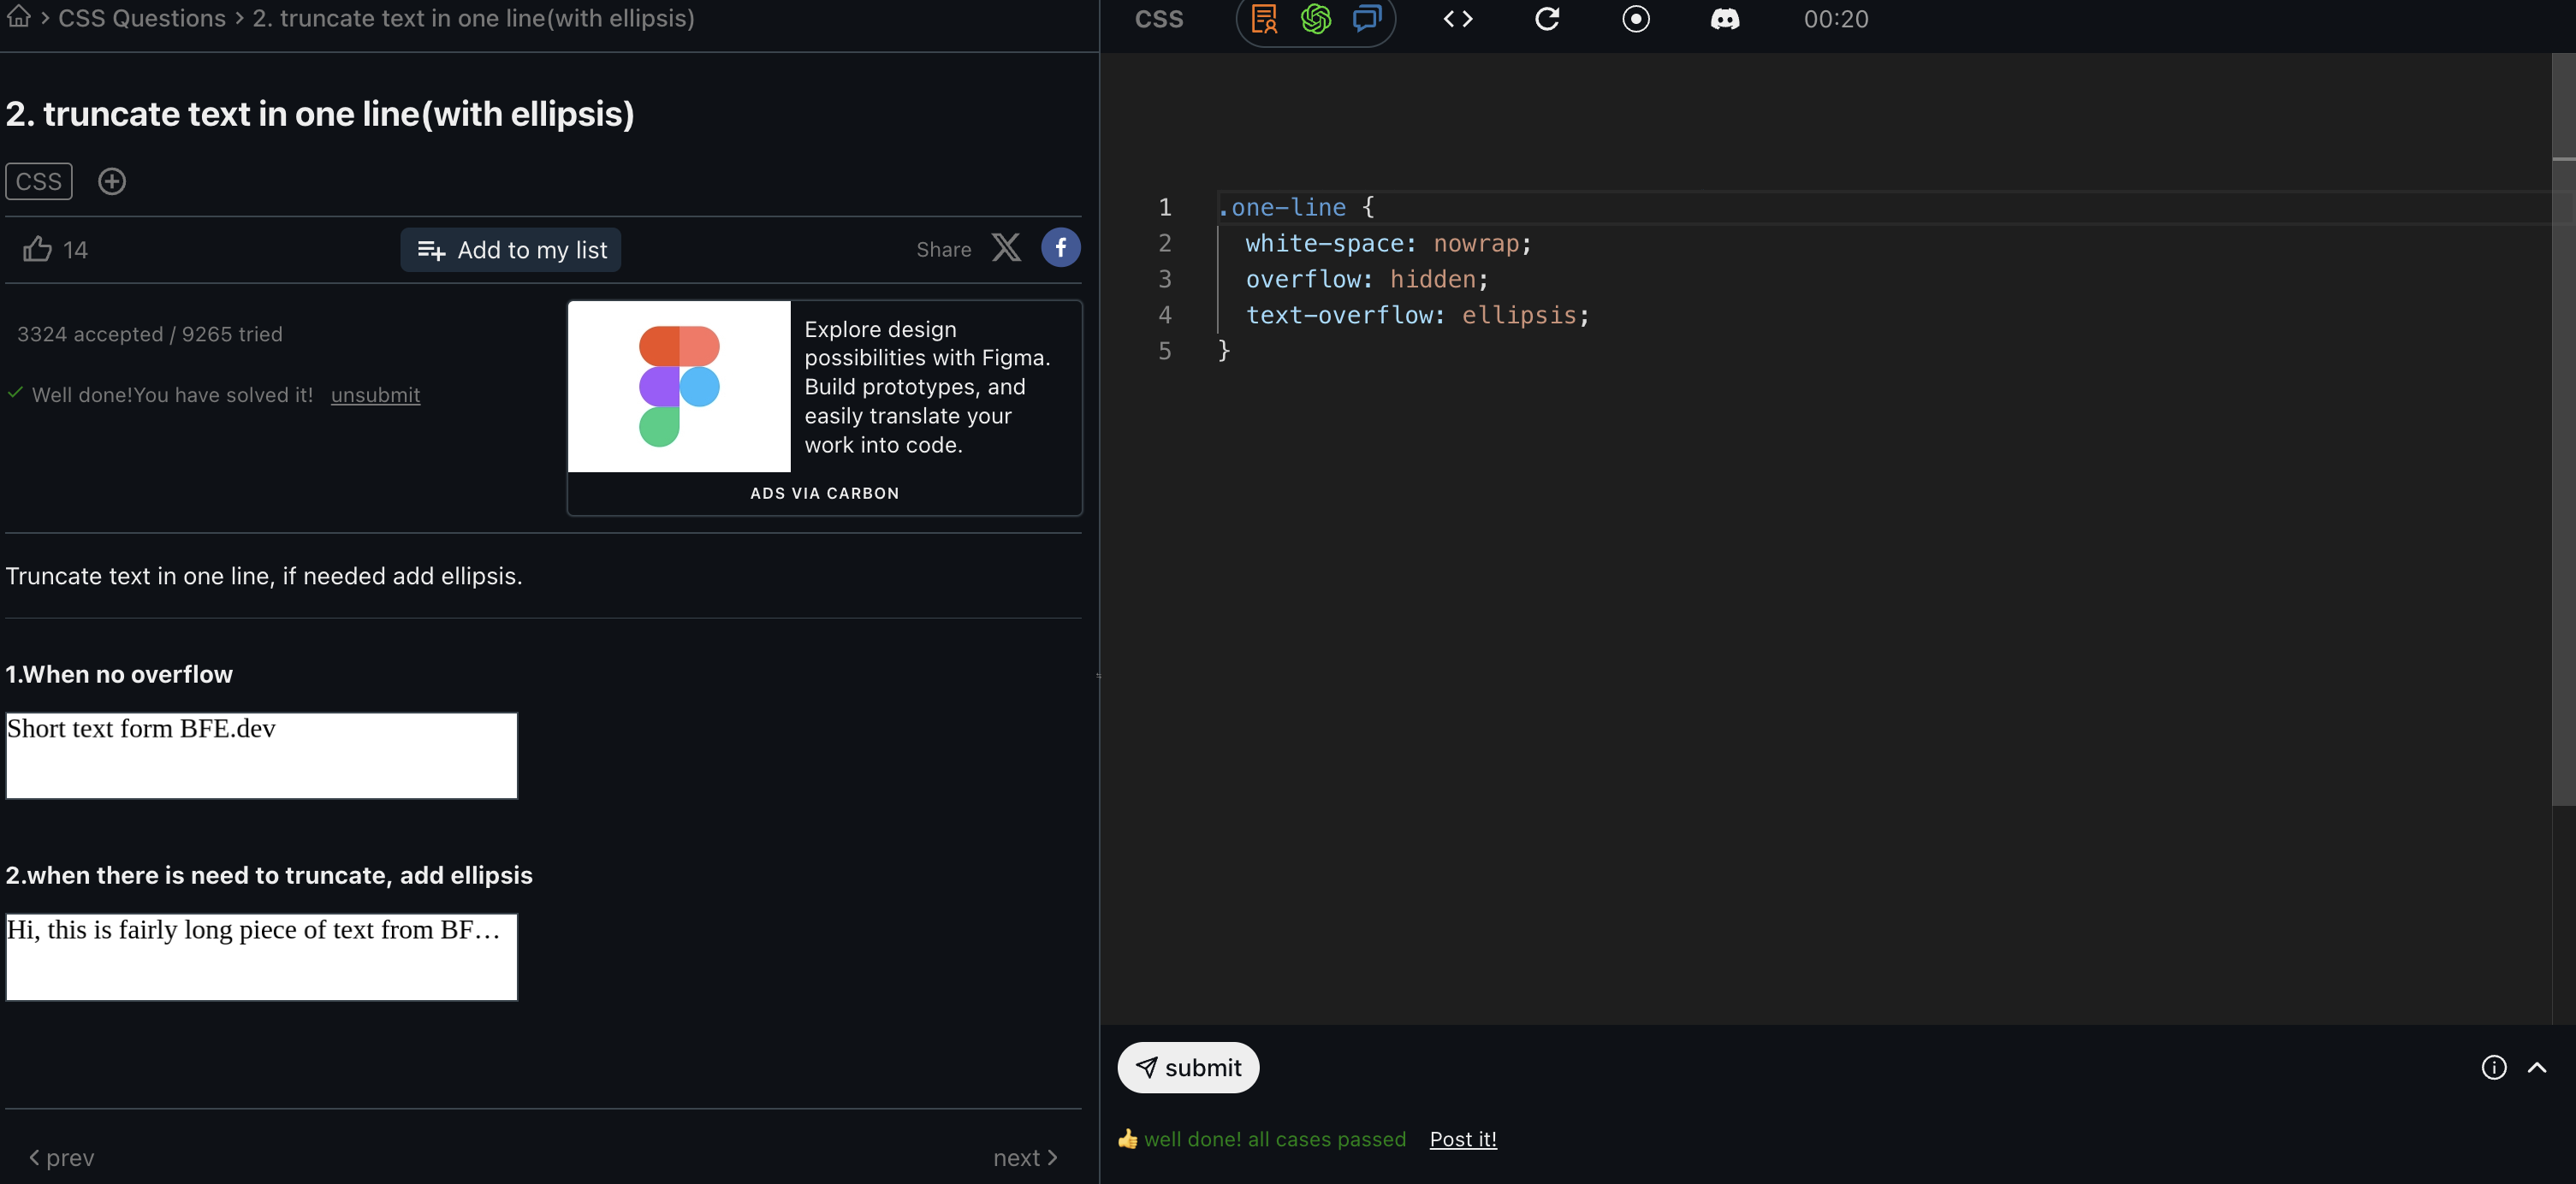 CSS Questions > 2. truncate text in one line(with ellipsis)
2. truncate text in one line(with ellipsis)
CSS
14
Add to my list
Share
3324 accepted / 9265 tried
Well done!You have solved it! unsubmit
Explore design
possibilities with Figma.
Build prototypes, and
easily translate your
work into code.
ADS VIA CARBON
Truncate text in one line, if needed add ellipsis.
1.When no overflow
Short text form BFE.dev
2.when there is need to truncate, add ellipsis
Hi, this is fairly long piece of text from BF…
prev
next
CSS
00:20
1 .one-line {
2 white-space: nowrap;
3 overflow: hidden;
4 text-overflow: ellipsis;
5 }
submit
👍 well done! all cases passed Post it!